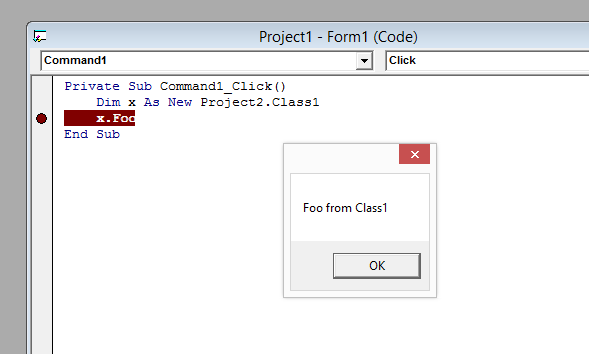 Project1 - Form1 (Code)
Command1
Click
Private Sub Command1_Click()
Dim x As New Project2.Class1
x.Foo
End Sub
Foo from Class1
OK